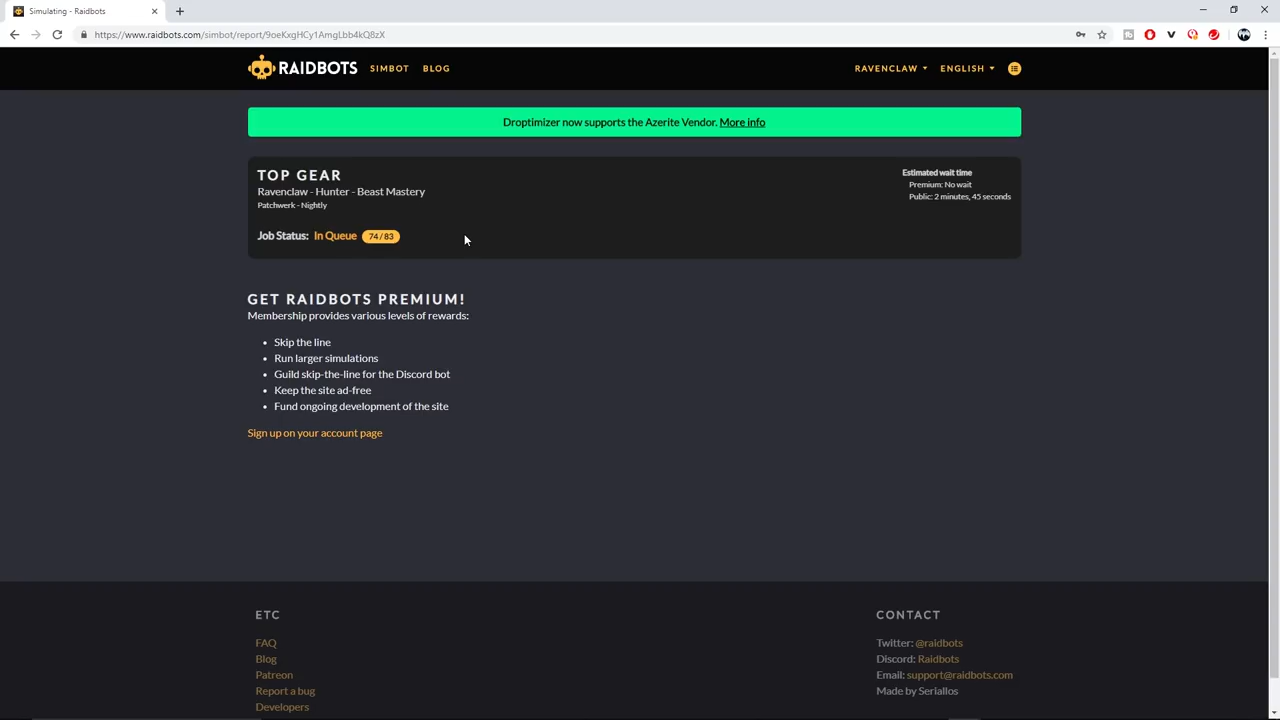 Simulating - Raidbots
https://www.raidbots.com/simbot/report/9oeKxgHCy1AmgLbb4kQ8zX
RAIDBOTS SIMBOT BLOG RAVENCLAW ENGLISH
Droptimizer now supports the Azerite Vendor. More info
TOP GEAR
Ravenclaw - Hunter - Beast Mastery
Patchwerk - Nightly
Job Status: In Queue 74/83
Estimated wait time
Premium: No wait
Public: 2 minutes, 45 seconds
GET RAIDBOTS PREMIUM!
Membership provides various levels of rewards:
• Skip the line
• Run larger simulations
• Guild skip-the-line for the Discord bot
• Keep the site ad-free
• Fund ongoing development of the site
Sign up on your account page
ETC
FAQ
Blog
Patreon
Report a bug
Developers
CONTACT
Twitter: @raidbots
Discord: Raidbots
Email: support@raidbots.com
Made by Seriallos